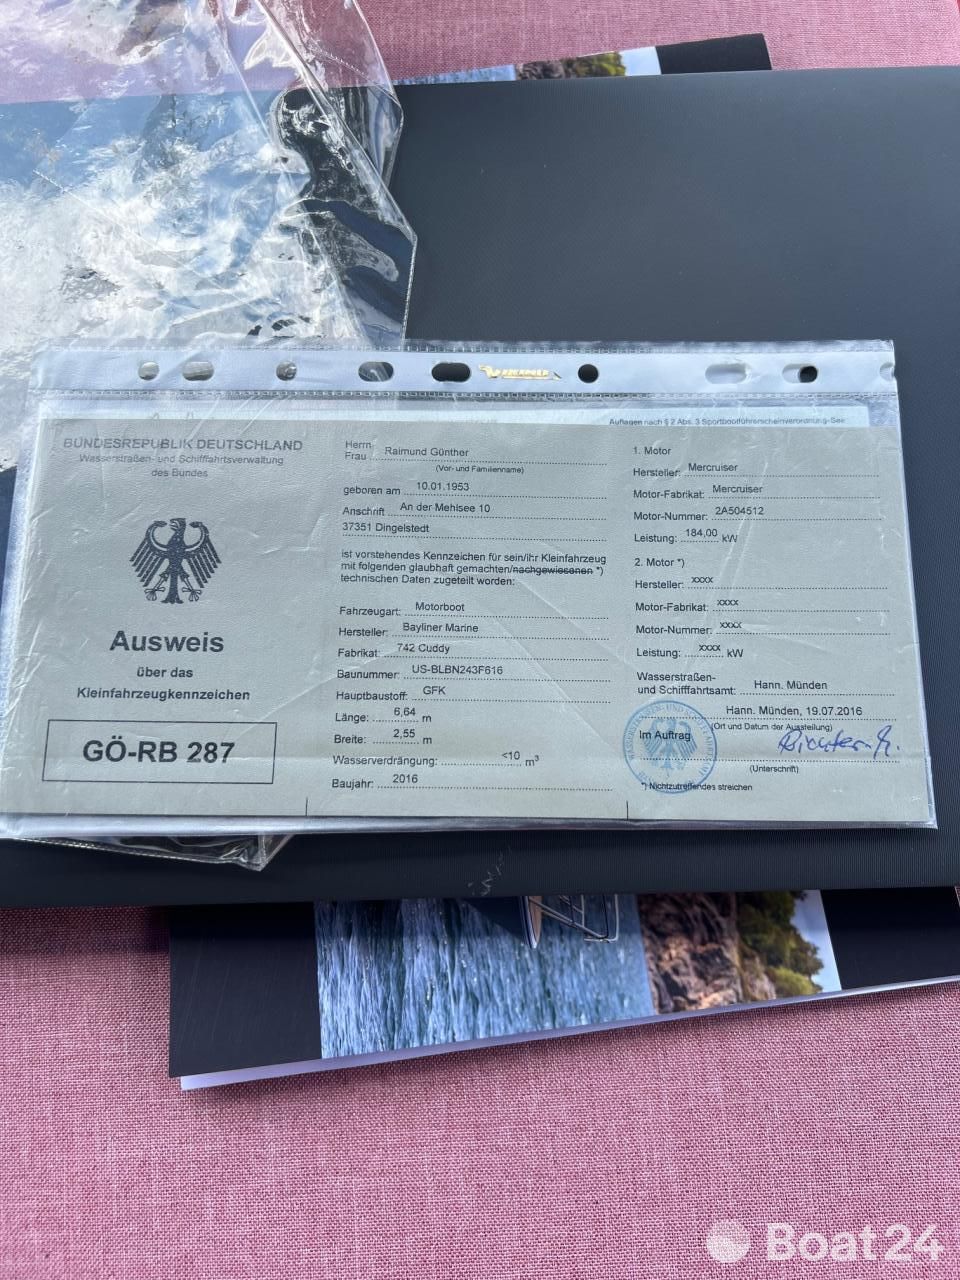 VIKING
Auflagen nach § 2 Abs. 3 Sportbootführerscheinverordnung-See
BUNDESREPUBLIK DEUTSCHLAND
Wasserstraßen- und Schifffahrtsverwaltung
des Bundes
Ausweis
über das
Kleinfahrzeugkennzeichen
GÖ-RB 287
Herrn
Frau Raimund Günther
(Vor- und Familienname)
geboren am 10.01.1953
Anschrift An der Mehlsee 10
37351 Dingelstedt
ist vorstehendes Kennzeichen für sein/ihr Kleinfahrzeug
mit folgenden glaubhaft gemachten/nachgewiesenen *)
technischen Daten zugeteilt worden:
Fahrzeugart: Motorboot
Hersteller: Bayliner Marine
Fabrikat: 742 Cuddy
Baunummer: US-BLBN243F616
Hauptbaustoff: GFK
Länge: 6,64 m
Breite: 2,55 m
Wasserverdrängung: <10 m³
Baujahr: 2016
1. Motor
Hersteller: Mercruiser
Motor-Fabrikat: Mercruiser
Motor-Nummer: 2A504512
Leistung: 184,00 kW
2. Motor *)
Hersteller: xxxx
Motor-Fabrikat: xxxx
Motor-Nummer: xxxx
Leistung: xxxx kW
Wasserstraßen-
und Schifffahrtsamt: Hann. Münden
Hann. Münden, 19.07.2016
(Ort und Datum der Ausstellung)
Im Auftrag
(Unterschrift)
*) Nichtzutreffendes streichen
Boat24